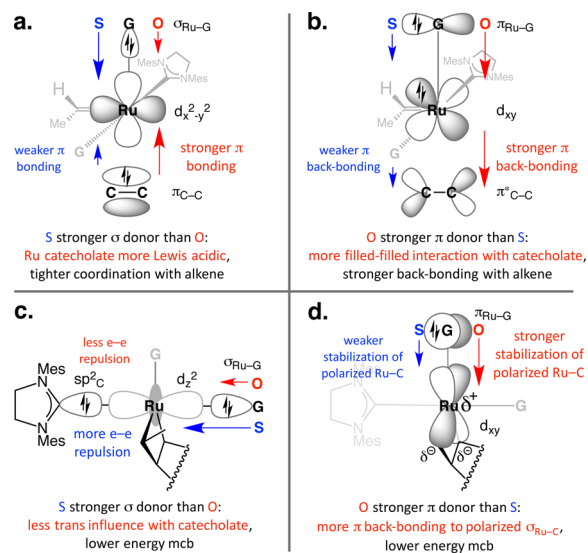 a.
S
G
O
σRu–G
MesN
NMes
H
Me
Ru
dx²-y²
G
weaker π
bonding
stronger π
bonding
C–C
πC–C
S stronger σ donor than O:
Ru catecholate more Lewis acidic,
tighter coordination with alkene
b.
S
G
O
πRu–G
MesN
NMes
H
Me
Ru
dxy
G
weaker π
back-bonding
stronger π
back-bonding
C–C
π*C–C
O stronger π donor than S:
more filled-filled interaction with catecholate,
stronger back-bonding with alkene
c.
less e–e
repulsion
G
σRu–G
Mes
sp²C
dz²
O
N
Ru
G
N
S
Mes
more e–e
repulsion
S stronger σ donor than O:
less trans influence with catecholate,
lower energy mcb
d.
πRu–G
weaker
stabilization of
polarized Ru–C
S
G
O
stronger
stabilization of
polarized Ru–C
Mes
N
Ru
δ+
G
N
dxy
Mes
δ⊖
δ⊖
O stronger π donor than S:
more π back-bonding to polarized σRu–C,
lower energy mcb